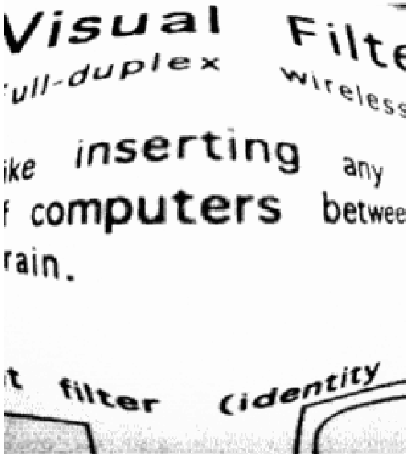 Visual Filte
ull-duplex wireless
ike inserting any
f computers betwee
rain.
t filter (identity